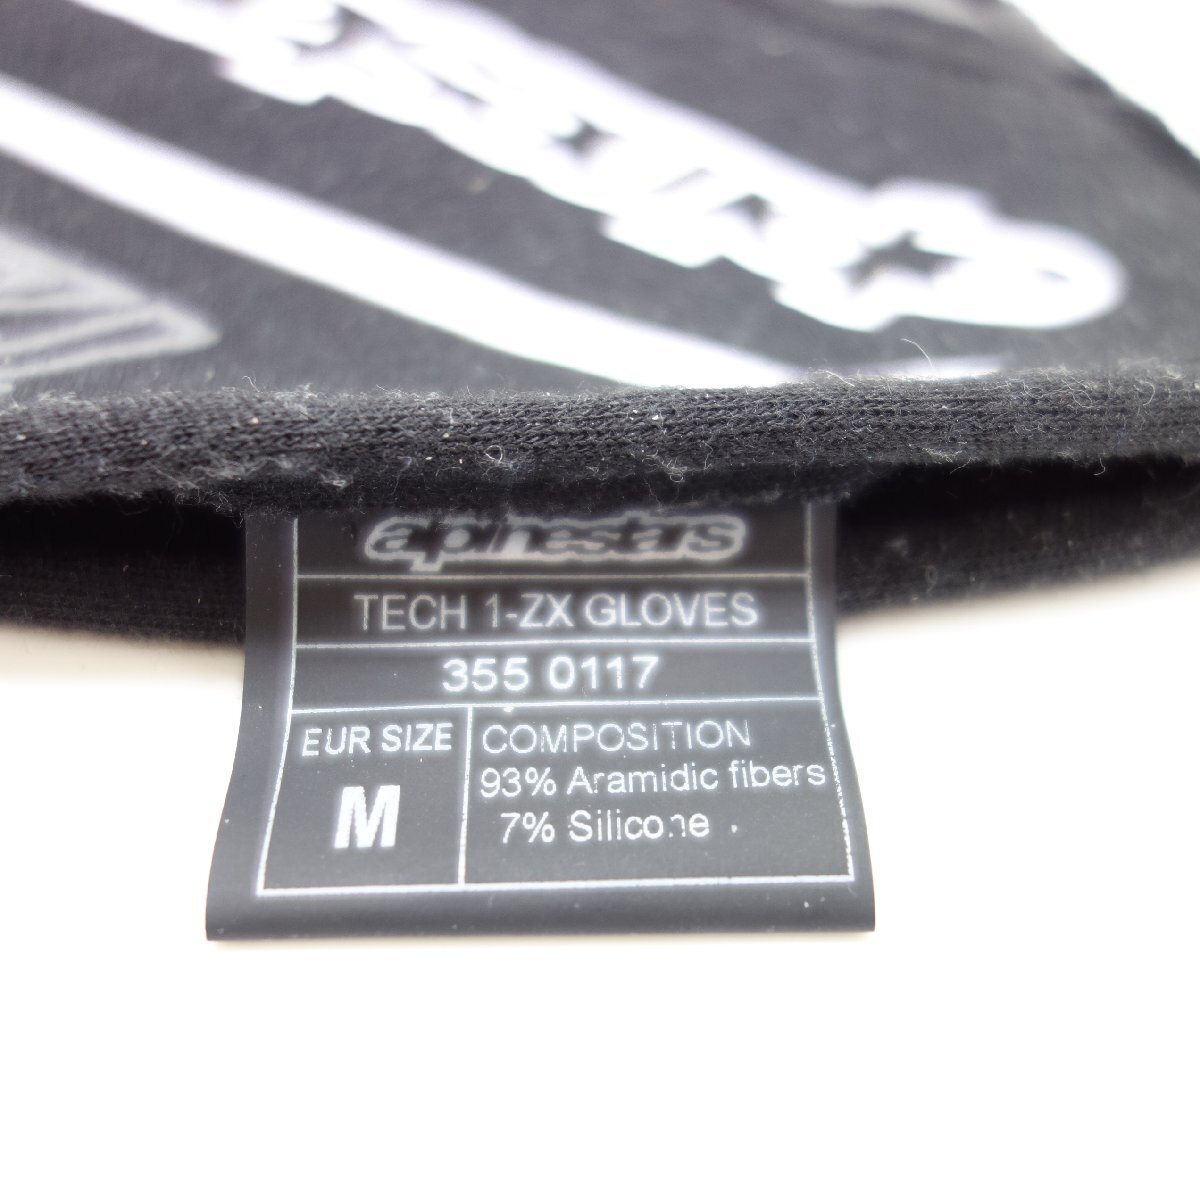 alpinestars
TECH 1-ZX GLOVES
355 0117
EUR SIZE
M
COMPOSITION
93% Aramidic fibers
7% Silicone